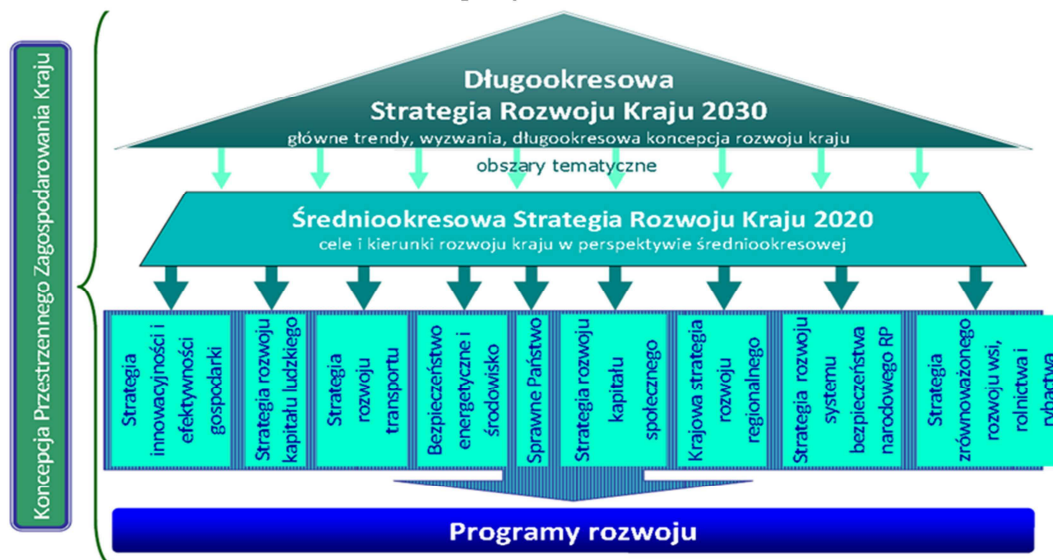 Koncepcja Przestrzennego Zagospodarowania Kraju
Długookresowa
Strategia Rozwoju Kraju 2030
główne trendy, wyzwania, długookresowa koncepcja rozwoju kraju
obszary tematyczne
Średniookresowa Strategia Rozwoju Kraju 2020
cele i kierunki rozwoju kraju w perspektywie średniookresowej
Strategia
innowacyjności i
efektywności
gospodarki
Strategia rozwoju
kapitału ludzkiego
Strategia
rozwoju
transportu
Bezpieczeństwo
energetyczne i
środowisko
Sprawne Państwo
Strategia rozwoju
kapitału
społecznego
Krajowa strategia
rozwoju
regionalnego
Strategia rozwoju
systemu
bezpieczeństwa
narodowego RP
Strategia
zrównoważonego
rozwoju wsi,
rolnictwa i
rybactwa
Programy rozwoju